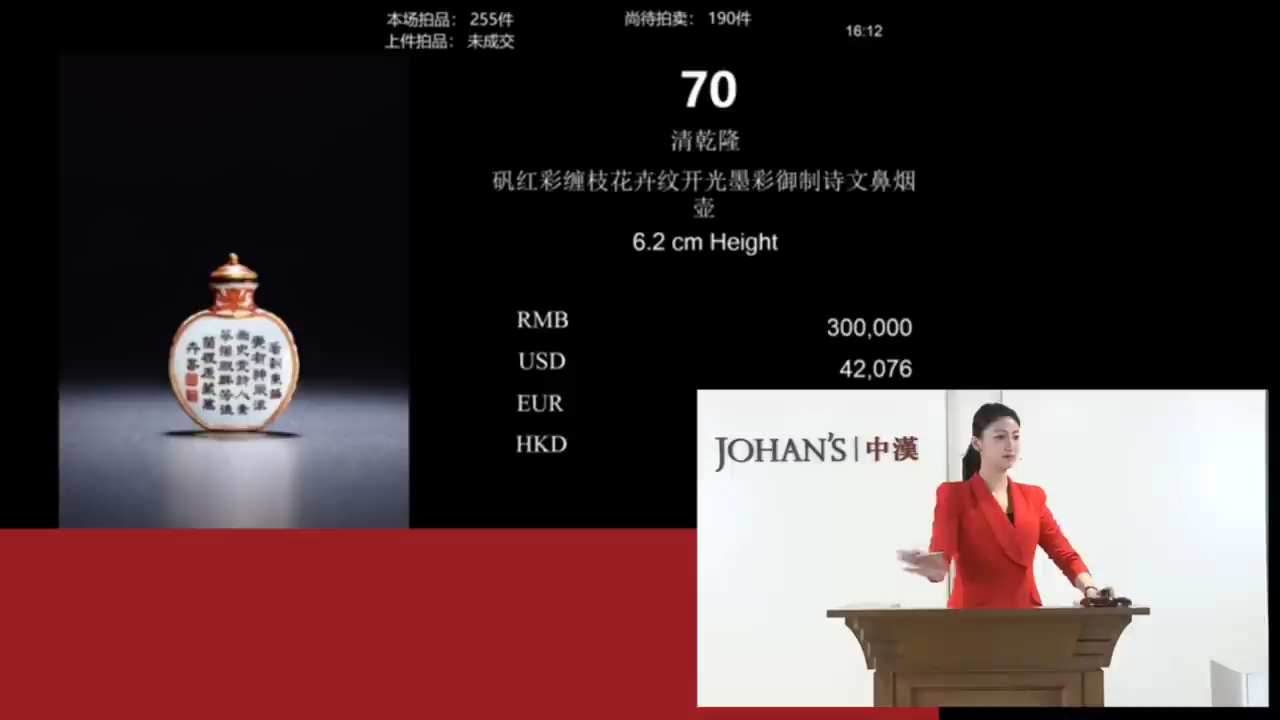 本场拍品： 255件
尚待拍卖： 190件
上件拍品： 未成交
16:12
70
清乾隆
矾红彩缠枝花卉纹开光墨彩御制诗文鼻烟
壶
6.2 cm Height
RMB 300,000
USD 42,076
EUR
HKD
JOHAN'S | 中漢